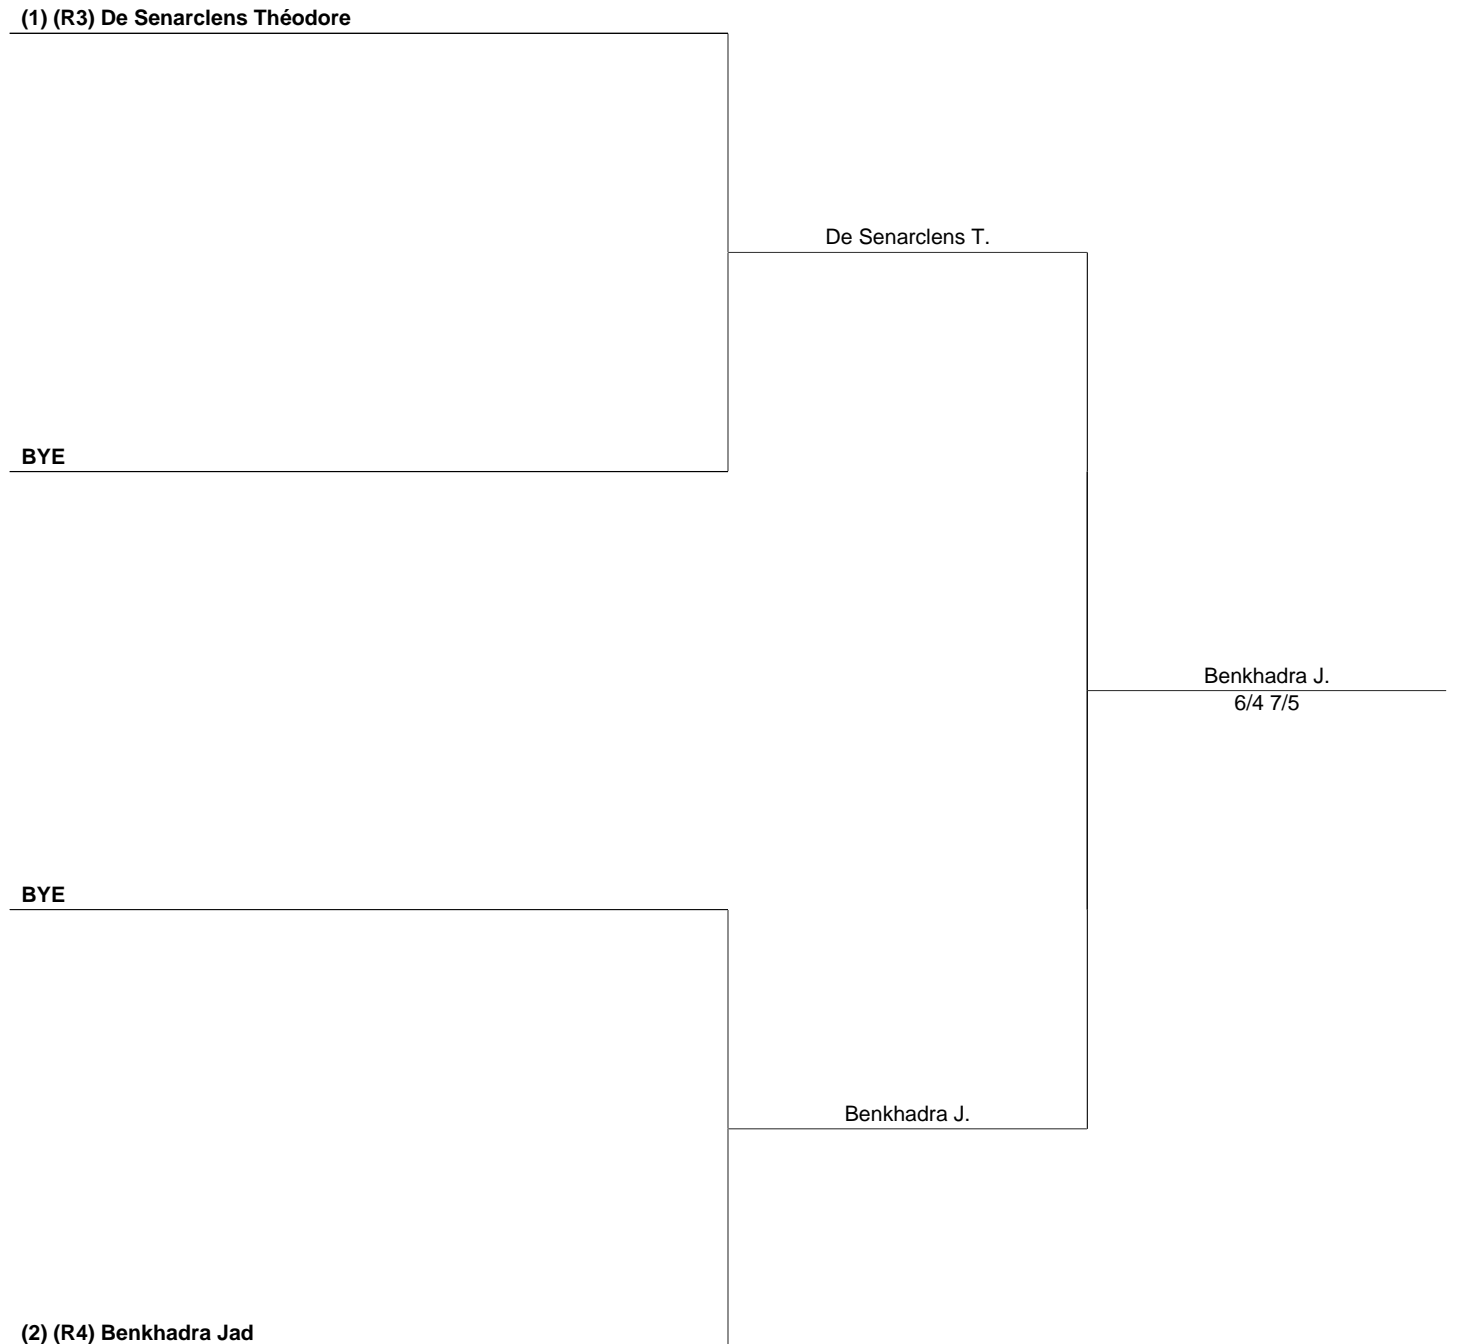 (1) (R3) De Senarclens Théodore
De Senarclens T.
BYE
Benkhadra J.
6/4 7/5
BYE
Benkhadra J.
(2) (R4) Benkhadra Jad